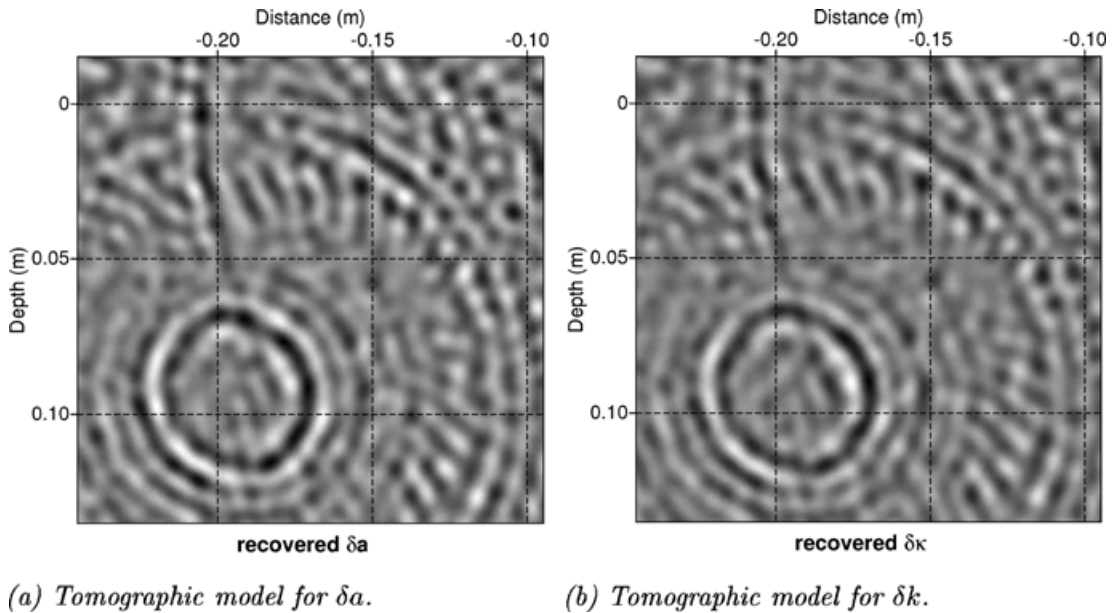 Distance (m)
-0.20 -0.15 -0.10
0
0.05
0.10
Depth (m)
recovered δa
(a) Tomographic model for δa.
Distance (m)
-0.20 -0.15 -0.10
0
0.05
0.10
Depth (m)
recovered δκ
(b) Tomographic model for δk.